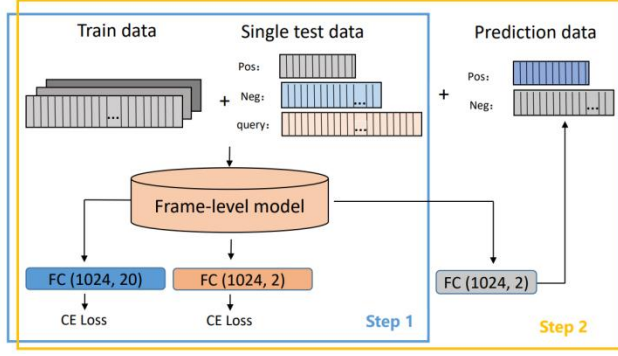 Train data
Single test data
Prediction data
Pos:
Neg:
query:
...
...
...
+
+
Pos:
Neg:
...
Frame-level model
FC (1024, 20)
FC (1024, 2)
FC (1024, 2)
CE Loss
CE Loss
Step 1
Step 2